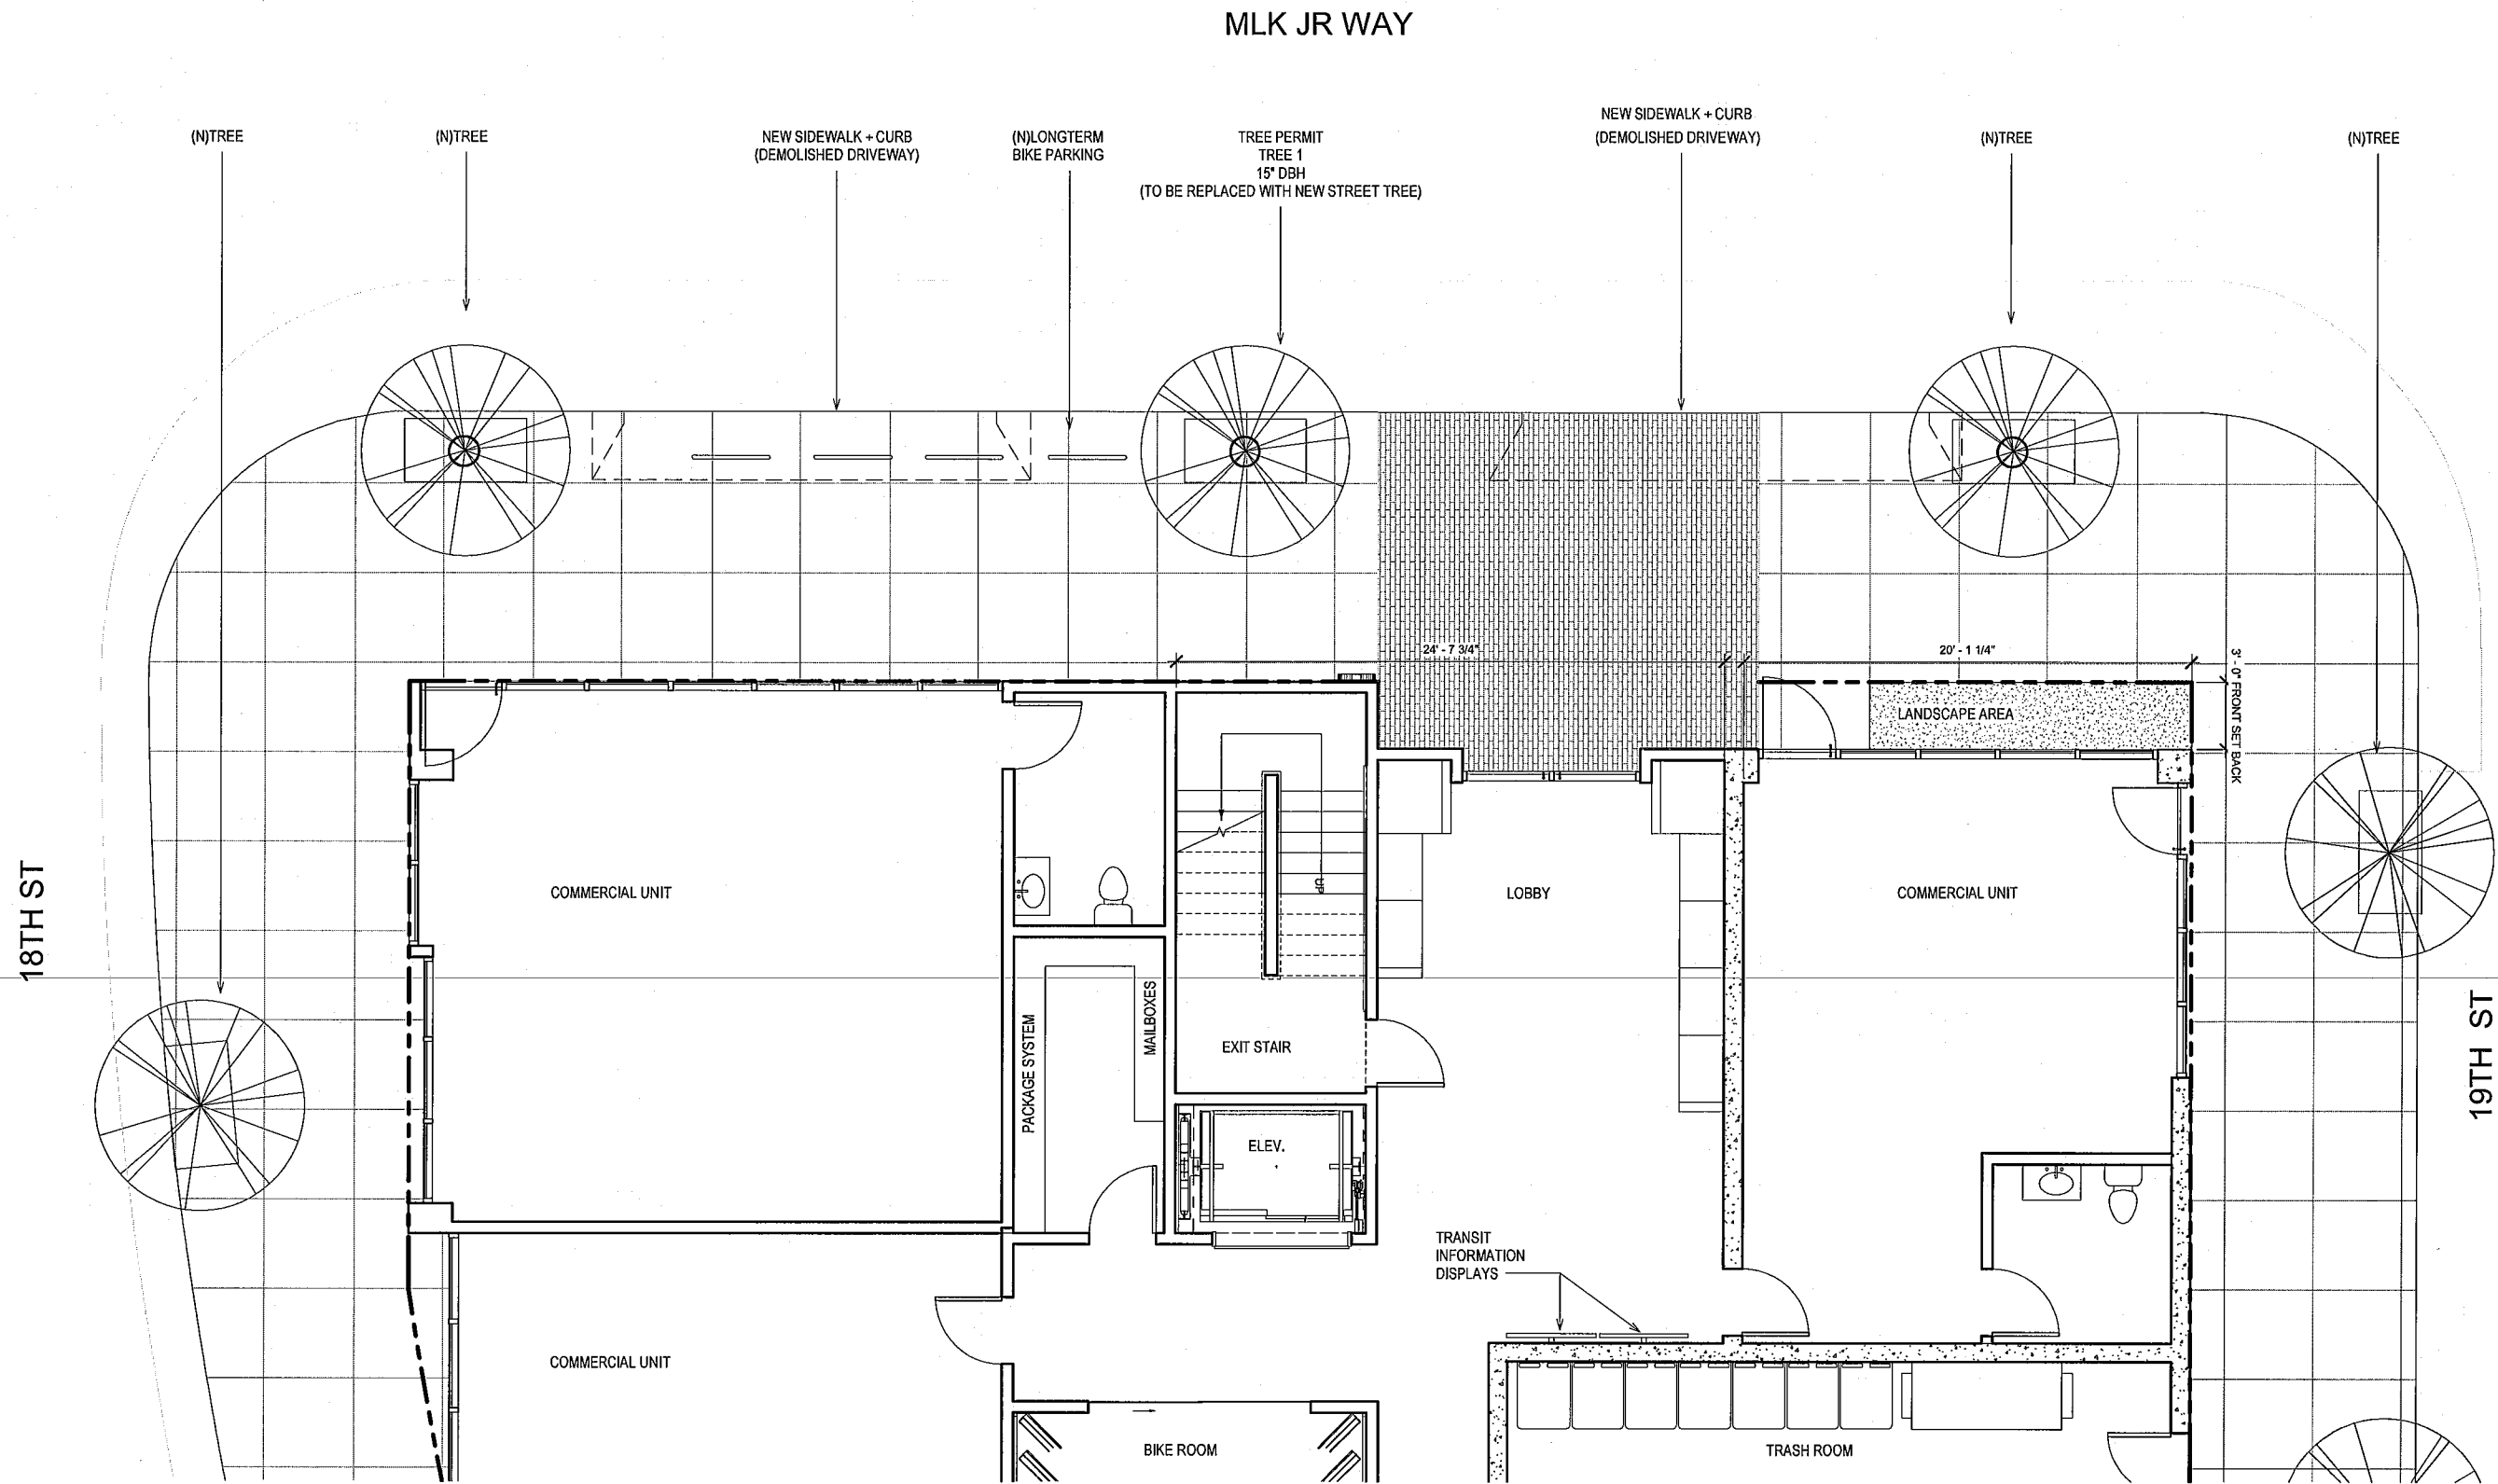 MLK JR WAY
NEW SIDEWALK + CURB
(DEMOLISHED DRIVEWAY)
(N)TREE
(N)TREE
NEW SIDEWALK + CURB
(DEMOLISHED DRIVEWAY)
(N)LONGTERM
BIKE PARKING
TREE PERMIT
TREE 1
15" DBH
(TO BE REPLACED WITH NEW STREET TREE)
(N)TREE
(N)TREE
24' - 7 3/4"
20' - 1 1/4"
3' - 0" FRONT SET BACK
LANDSCAPE AREA
18TH ST
COMMERCIAL UNIT
UP
LOBBY
COMMERCIAL UNIT
PACKAGE SYSTEM
MAILBOXES
EXIT STAIR
19TH ST
ELEV.
TRANSIT
INFORMATION
DISPLAYS
COMMERCIAL UNIT
BIKE ROOM
TRASH ROOM